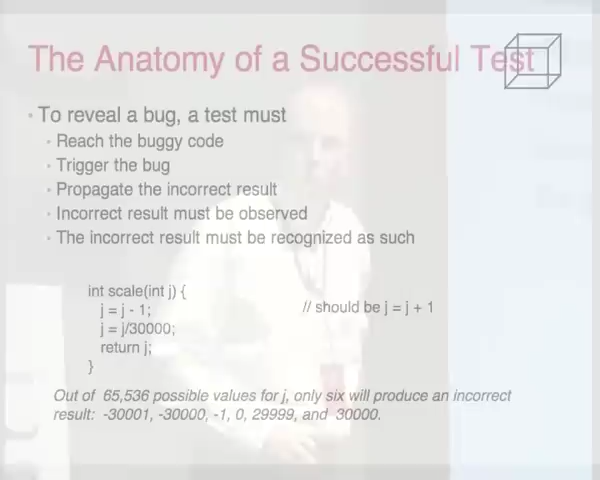 The Anatomy of a Successful Test
• To reveal a bug, a test must
• Reach the buggy code
• Trigger the bug
• Propagate the incorrect result
• Incorrect result must be observed
• The incorrect result must be recognized as such
int scale(int j) {
j = j - 1; // should be j = j + 1
j = j/30000;
return j;
}
Out of 65,536 possible values for j, only six will produce an incorrect
result: -30001, -30000, -1, 0, 29999, and 30000.